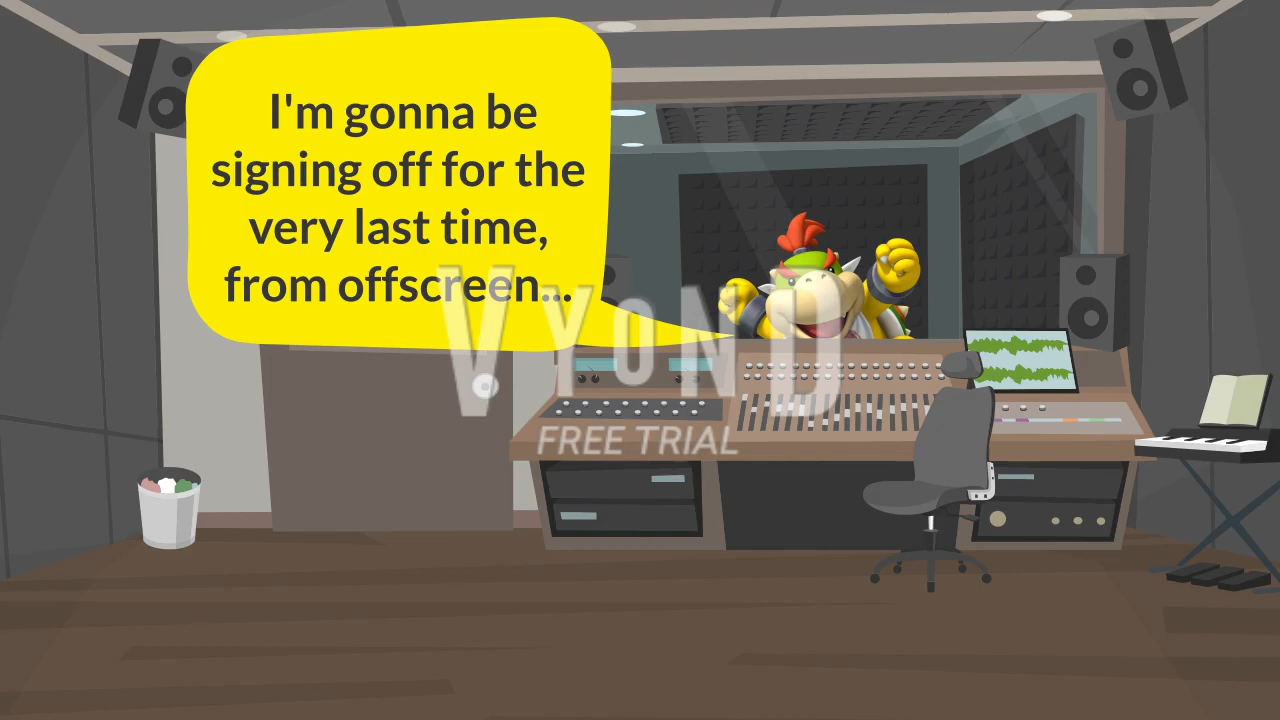 I'm gonna be
signing off for the
very last time,
from offscreen...
VYOND
FREE TRIAL